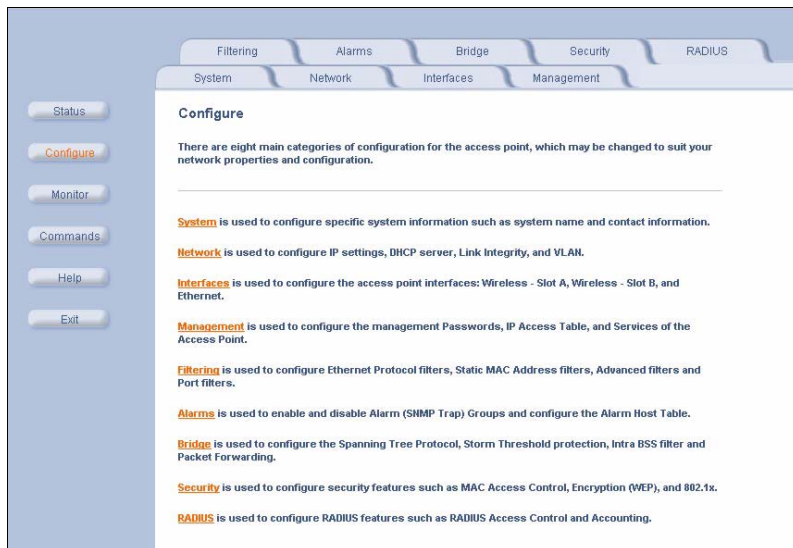 Filtering Alarms Bridge Security RADIUS
System Network Interfaces Management
Status
Configure
Monitor
Commands
Help
Exit
Configure
There are eight main categories of configuration for the access point, which may be changed to suit your
network properties and configuration.
System is used to configure specific system information such as system name and contact information.
Network is used to configure IP settings, DHCP server, Link Integrity, and VLAN.
Interfaces is used to configure the access point interfaces: Wireless - Slot A, Wireless - Slot B, and
Ethernet.
Management is used to configure the management Passwords, IP Access Table, and Services of the
Access Point.
Filtering is used to configure Ethernet Protocol filters, Static MAC Address filters, Advanced filters and
Port filters.
Alarms is used to enable and disable Alarm (SNMP Trap) Groups and configure the Alarm Host Table.
Bridge is used to configure the Spanning Tree Protocol, Storm Threshold protection, Intra BSS filter and
Packet Forwarding.
Security is used to configure security features such as MAC Access Control, Encryption (WEP), and 802.1x.
RADIUS is used to configure RADIUS features such as RADIUS Access Control and Accounting.